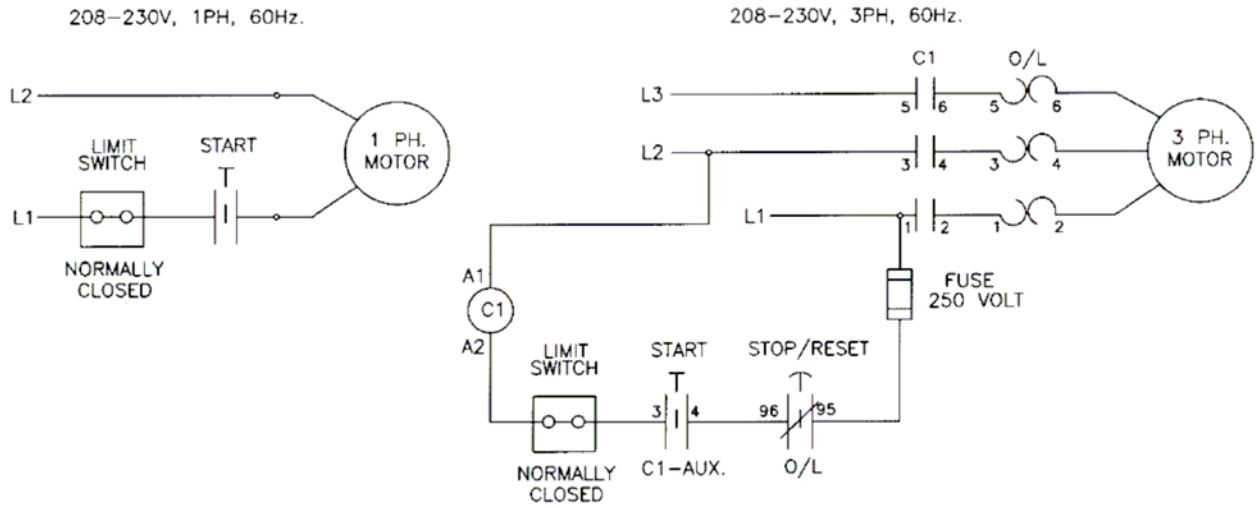 208-230V, 1PH, 60Hz.
L2
LIMIT
SWITCH
START
1 PH.
MOTOR
L1
NORMALLY
CLOSED
208-230V, 3PH, 60Hz.
C1
O/L
L3
5
6
5
6
L2
3
4
3
4
3 PH.
MOTOR
L1
1
2
1
2
FUSE
250 VOLT
A1
C1
A2
LIMIT
SWITCH
START
STOP/RESET
3
4
96
95
NORMALLY
CLOSED
C1-AUX.
O/L